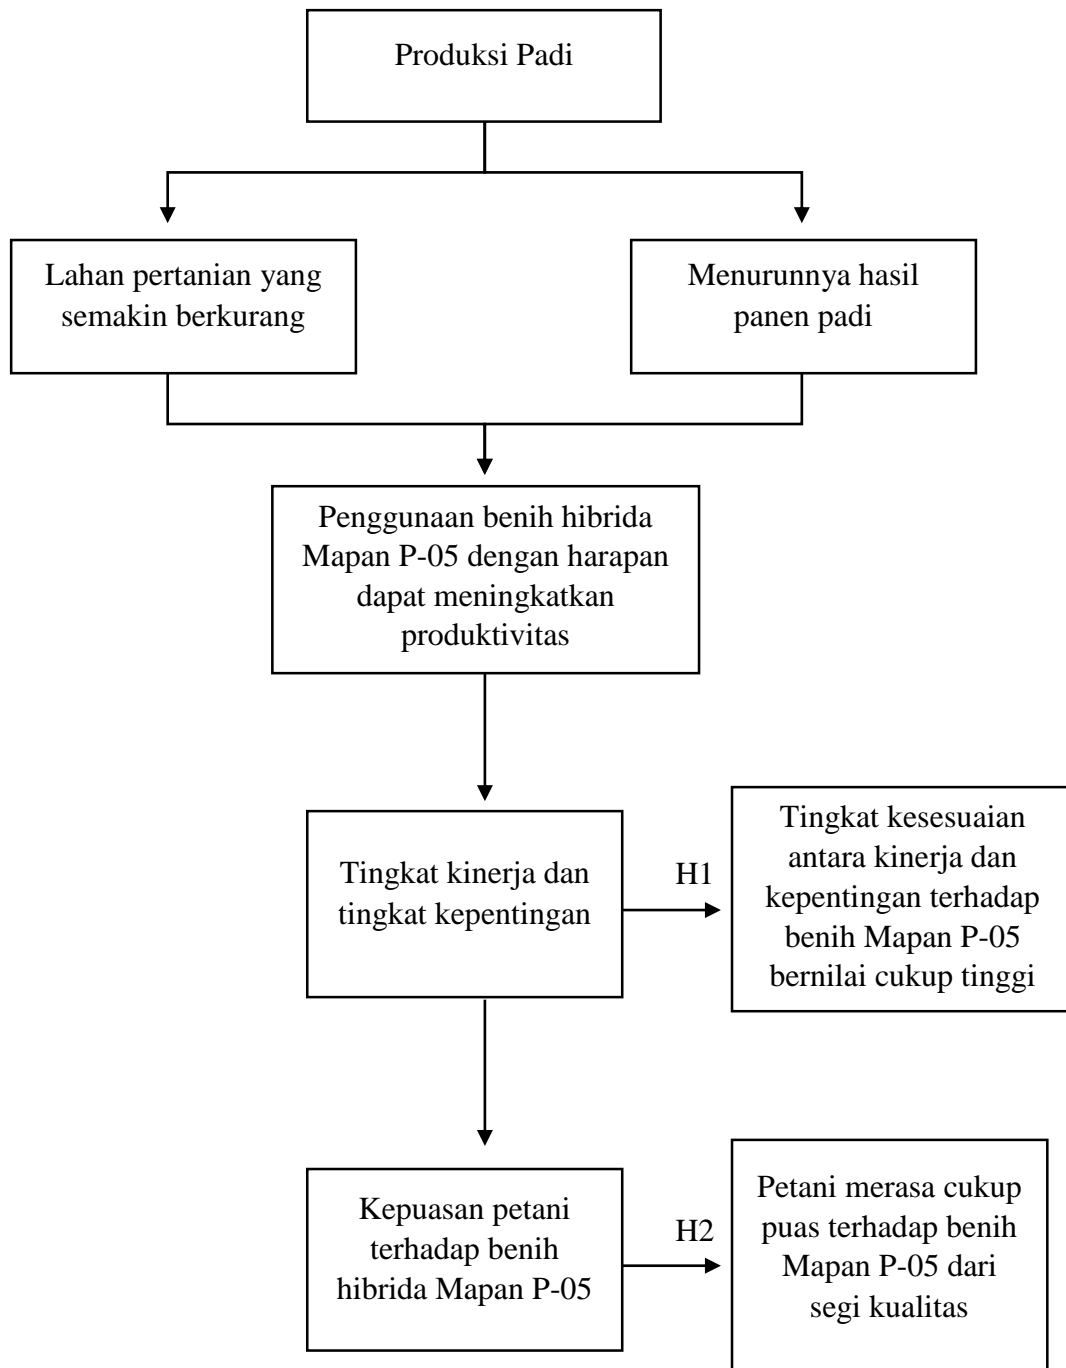 Produksi Padi
Lahan pertanian yang
semakin berkurang
Menurunnya hasil
panen padi
Penggunaan benih hibrida
Mapan P-05 dengan harapan
dapat meningkatkan
produktivitas
Tingkat kinerja dan
tingkat kepentingan
H1
Tingkat kesesuaian
antara kinerja dan
kepentingan terhadap
benih Mapan P-05
bernilai cukup tinggi
Kepuasan petani
terhadap benih
hibrida Mapan P-05
H2
Petani merasa cukup
puas terhadap benih
Mapan P-05 dari
segi kualitas